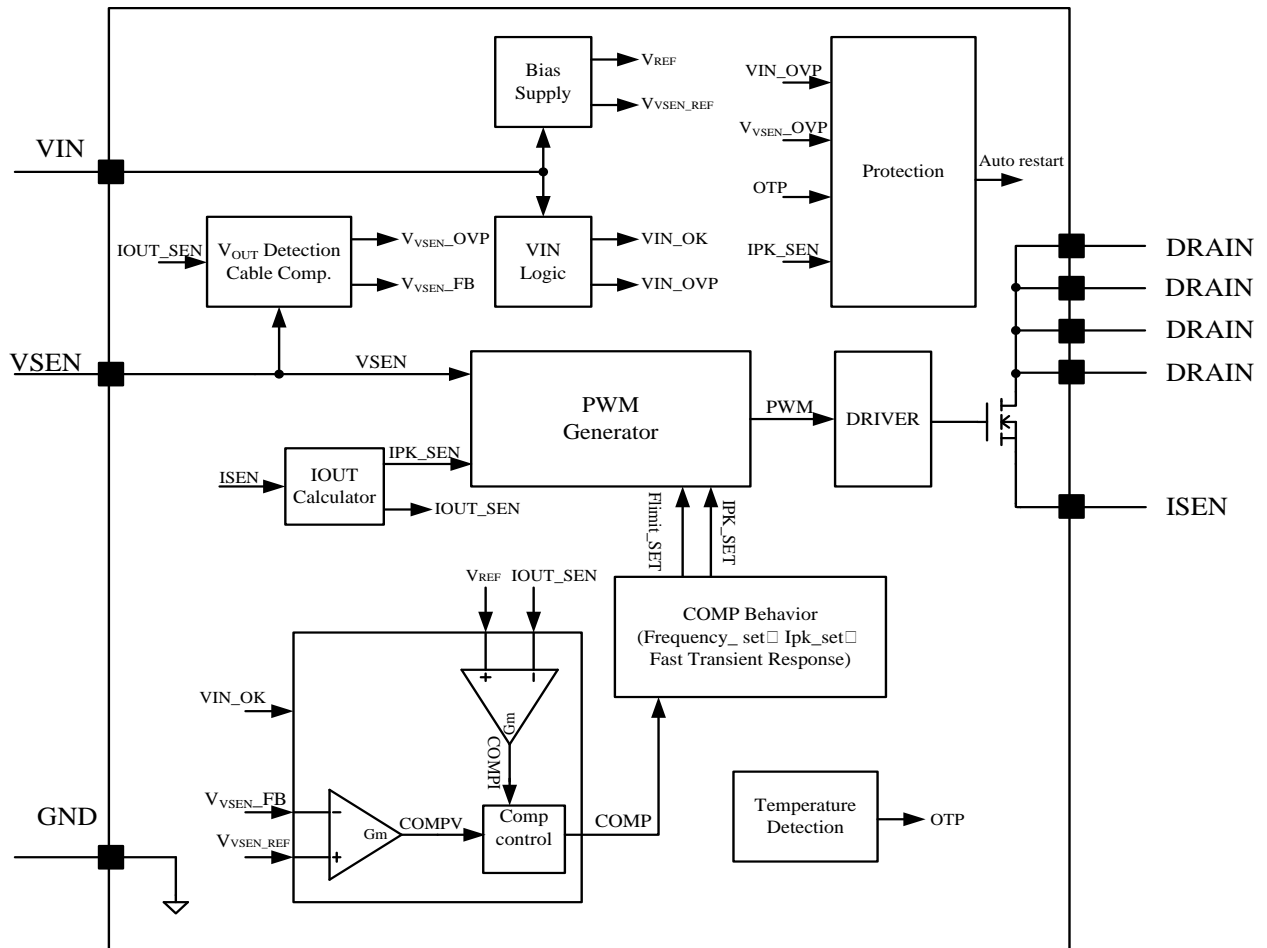 VIN
Bias
Supply
VREF
VVSEN_REF
VIN_OVP
VVSEN_OVP
OTP
IPK_SEN
Protection
Auto restart
IOUT_SEN
VOUT Detection
Cable Comp.
VVSEN_OVP
VVSEN_FB
VIN
Logic
VIN_OK
VIN_OVP
DRAIN
DRAIN
DRAIN
DRAIN
VSEN
VSEN
PWM
Generator
PWM
DRIVER
ISEN
IOUT
Calculator
IPK_SEN
IOUT_SEN
ISEN
Flimit_SET
IPK_SET
VREF
IOUT_SEN
COMP Behavior
(Frequency_ set□ Ipk_set□
Fast Transient Response)
VIN_OK
+
−
Gm
COMPI
VVSEN_FB
VVSEN_REF
−
+
Gm
COMPV
Comp
control
COMP
Temperature
Detection
OTP
GND